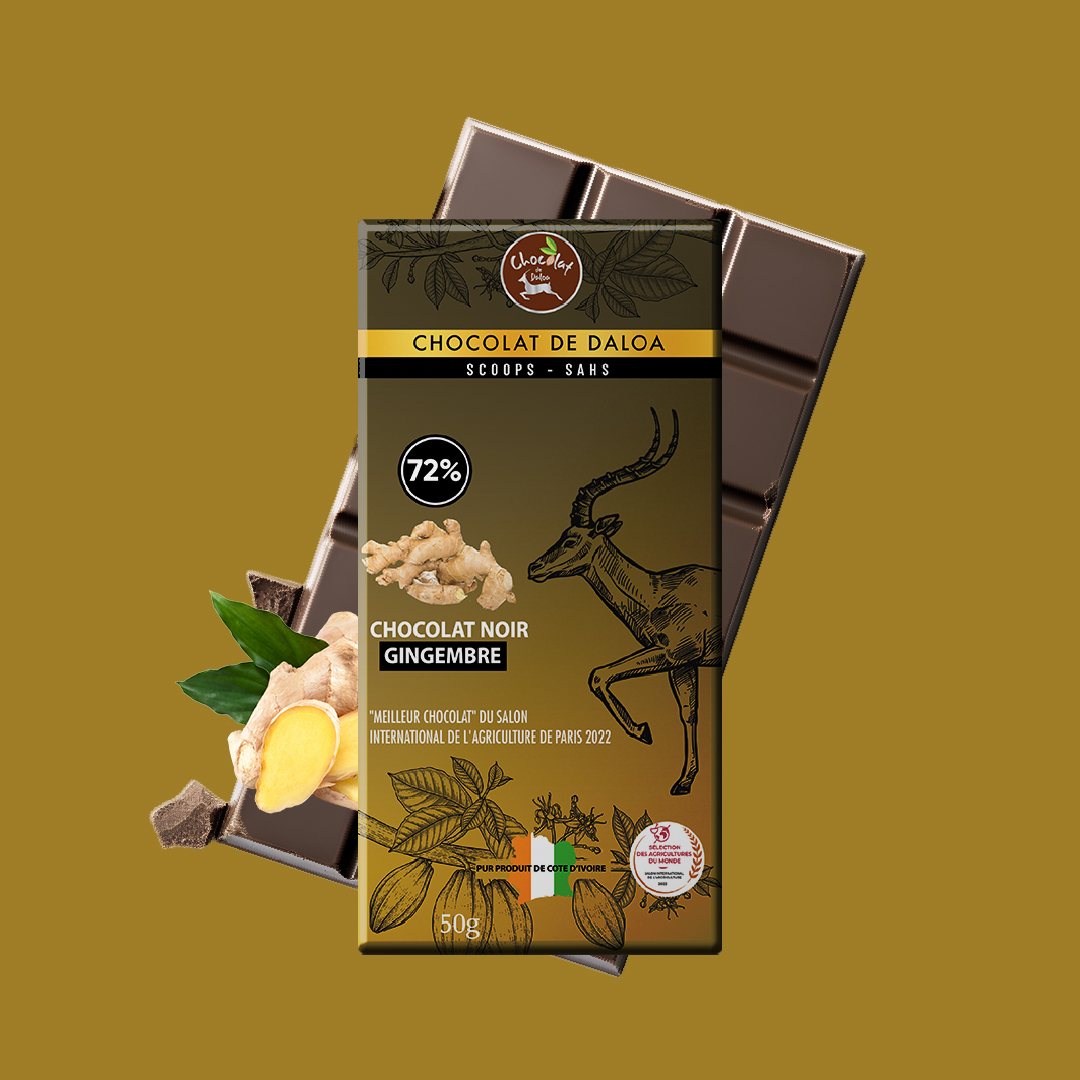 Chocolat
de
Daloa
CHOCOLAT DE DALOA
SCOOPS - SAHS
72%
CHOCOLAT NOIR
GINGEMBRE
"MEILLEUR CHOCOLAT" DU SALON
INTERNATIONAL DE L'AGRICULTURE DE PARIS 2022
SÉLECTION
DES AGRICULTURES
DU MONDE
PUR PRODUIT DE COTE D'IVOIRE
50g